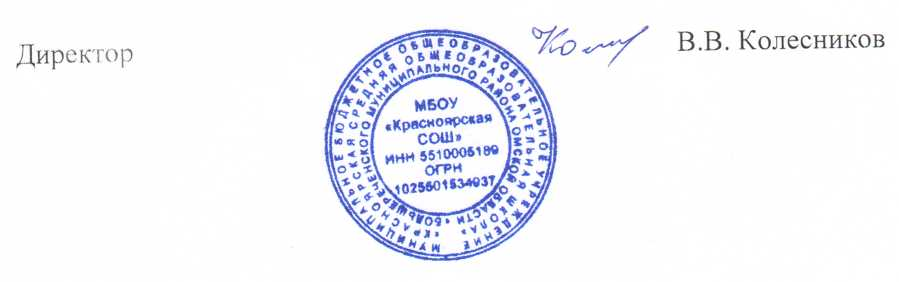 Директор
В.В. Колесников
МУНИЦИПАЛЬНОЕ БЮДЖЕТНОЕ ОБЩЕОБРАЗОВАТЕЛЬНОЕ УЧРЕЖДЕНИЕ
«КРАСНОЯРСКАЯ СРЕДНЯЯ ОБЩЕОБРАЗОВАТЕЛЬНАЯ ШКОЛА»
БОЛЬШЕРЕЧЕНСКОГО МУНИЦИПАЛЬНОГО РАЙОНА ОМСКОЙ ОБЛАСТИ
МБОУ
«Красноярская
СОШ»
ИНН 5510005189
ОГРН
1025501534937